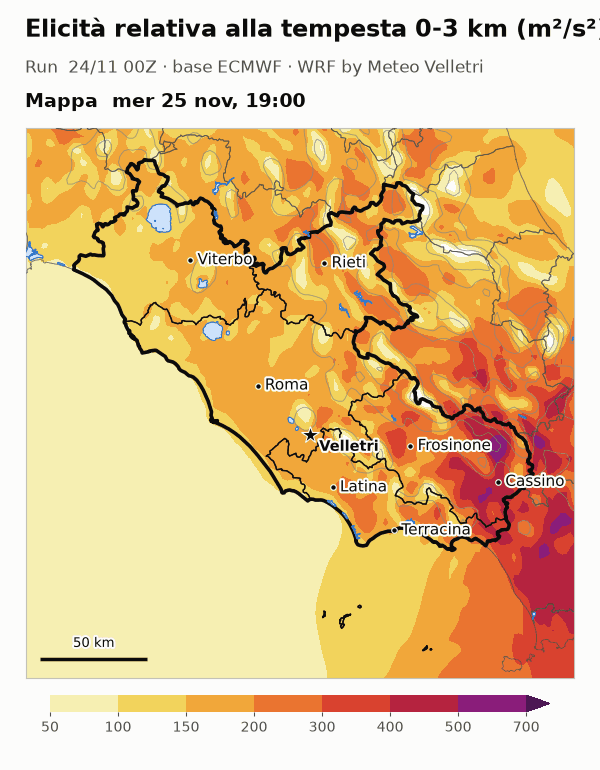 Elicità relativa alla tempesta 0-3 km (m²/s²)
Run  24/11 00Z · base ECMWF · WRF by Meteo Velletri
Mappa  mer 25 nov, 19:00
Viterbo
Rieti
Roma
Velletri
Frosinone
Cassino
Latina
Terracina
50 km
50 100 150 200 300 400 500 700